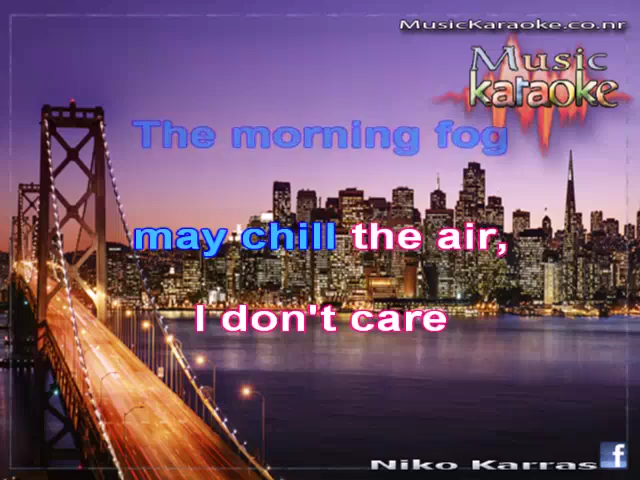 MusicKaraoke.co.nr
Music
karaoke
The morning fog
may chill the air,
I don't care
Niko Karras
f